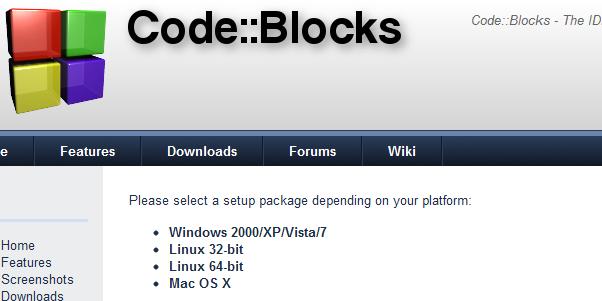 Code::Blocks
Code::Blocks - The ID
e Features Downloads Forums Wiki
Please select a setup package depending on your platform:
• Windows 2000/XP/Vista/7
• Linux 32-bit
• Linux 64-bit
• Mac OS X
Home
Features
Screenshots
Downloads